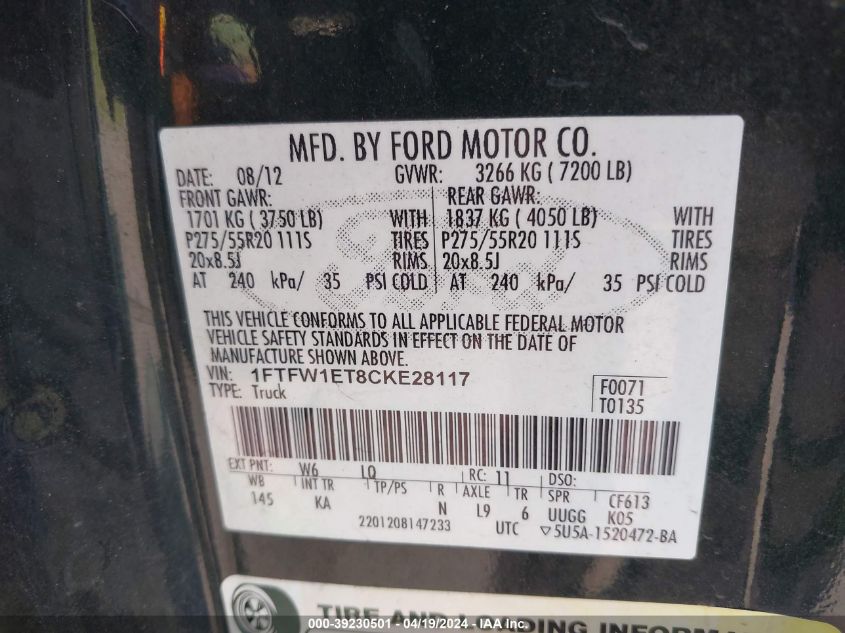 MFD. BY FORD MOTOR CO.
DATE: 08/12 GVWR: 3266 KG ( 7200 LB)
FRONT GAWR: REAR GAWR:
1701 KG ( 3750 LB) WITH 1837 KG ( 4050 LB) WITH
P275/55R20 111S TIRES P275/55R20 111S TIRES
20x8.5J RIMS 20x8.5J RIMS
AT 240 kPa/ 35 PSI COLD AT 240 kPa/ 35 PSI COLD
THIS VEHICLE CONFORMS TO ALL APPLICABLE FEDERAL MOTOR
VEHICLE SAFETY STANDARDS IN EFFECT ON THE DATE OF
MANUFACTURE SHOWN ABOVE.
VIN: 1FTFW1ET8CKE28117 F0071
TYPE: Truck T0135
EXT PNT: W6 RC: 11 DSO:
WB INT TR TP/PS R AXLE TR SPR CF613
145 KA N L9 6 UUGG K05
2201208147233 UTC ▽5U5A-1520472-BA
TIRE AND LOADING INFORM
000-39230501 - 04/19/2024 - IAA Inc.